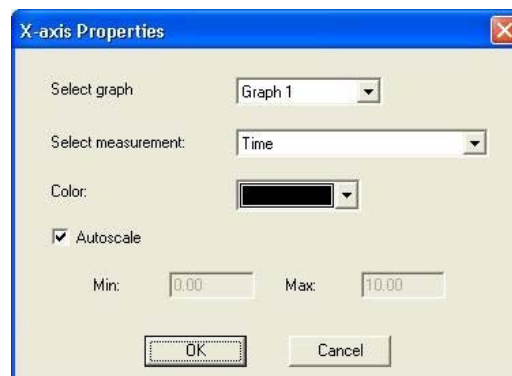 X-axis Properties
Select graph Graph 1
Select measurement: Time
Color:
Autoscale
Min: 0.00 Max: 10.00
OK Cancel